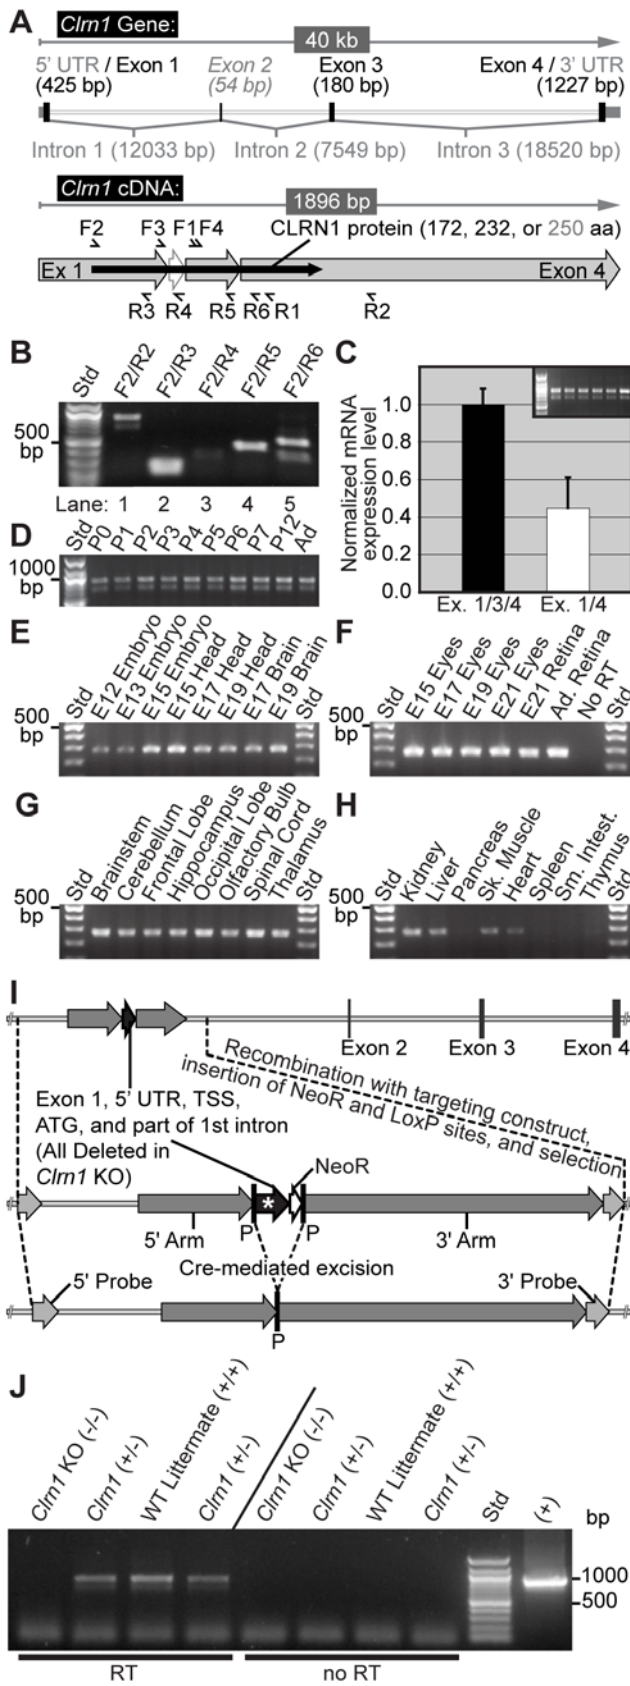 A
Clrn1 Gene:
40 kb
5' UTR / Exon 1
(425 bp)
Exon 2
(54 bp)
Exon 3
(180 bp)
Exon 4 / 3' UTR
(1227 bp)
Intron 1 (12033 bp)
Intron 2 (7549 bp)
Intron 3 (18520 bp)
Clrn1 cDNA:
1896 bp
F2
F3
F1
F4
CLRN1 protein (172, 232, or 250 aa)
Ex 1
Exon 4
R3
R4
R5
R6
R1
R2
B
Std
F2/R2
F2/R3
F2/R4
F2/R5
F2/R6
500
bp
Lane: 1 2 3 4 5
C
Normalized mRNA
expression level
1.0
0.8
0.6
0.4
0.2
0.0
Ex. 1/3/4
Ex. 1/4
D
Std
P0
P1
P2
P3
P4
P5
P6
P7
P12
Ad
1000
bp
E
Std
E12 Embryo
E13 Embryo
E15 Embryo
E15 Head
E17 Head
E19 Head
E17 Brain
E19 Brain
Std
500
bp
F
Std
E15 Eyes
E17 Eyes
E19 Eyes
E21 Eyes
E21 Retina
Ad. Retina
No RT
Std
500
bp
G
Std
Brainstem
Cerebellum
Frontal Lobe
Hippocampus
Occipital Lobe
Olfactory Bulb
Spinal Cord
Thalamus
Std
500
bp
H
Std
Kidney
Liver
Pancreas
Sk. Muscle
Heart
Spleen
Sm. Intest.
Thymus
Std
500
bp
I
Exon 2
Exon 3
Exon 4
Recombination with targeting construct,
insertion of NeoR and LoxP sites, and selection
Exon 1, 5' UTR, TSS,
ATG, and part of 1st intron
(All Deleted in
Clrn1 KO)
NeoR
*
5' Arm
P
P
3' Arm
Cre-mediated excision
5' Probe
3' Probe
P
J
Clrn1 KO (-/-)
Clrn1 (+/-)
WT Littermate (+/+)
Clrn1 (+/-)
Clrn1 KO (-/-)
Clrn1 (+/-)
WT Littermate (+/+)
Clrn1 (+/-)
Std
(+)
bp
1000
500
RT
no RT